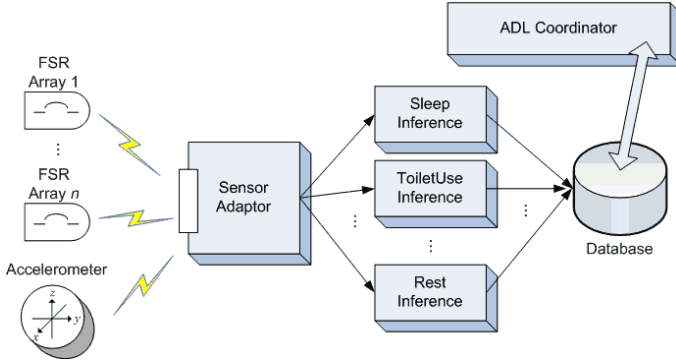 ADL Coordinator
FSR
Array 1
...
FSR
Array n
Accelerometer
z
y
x
Sensor
Adaptor
Sleep
Inference
ToiletUse
Inference
...
...
...
Rest
Inference
Database